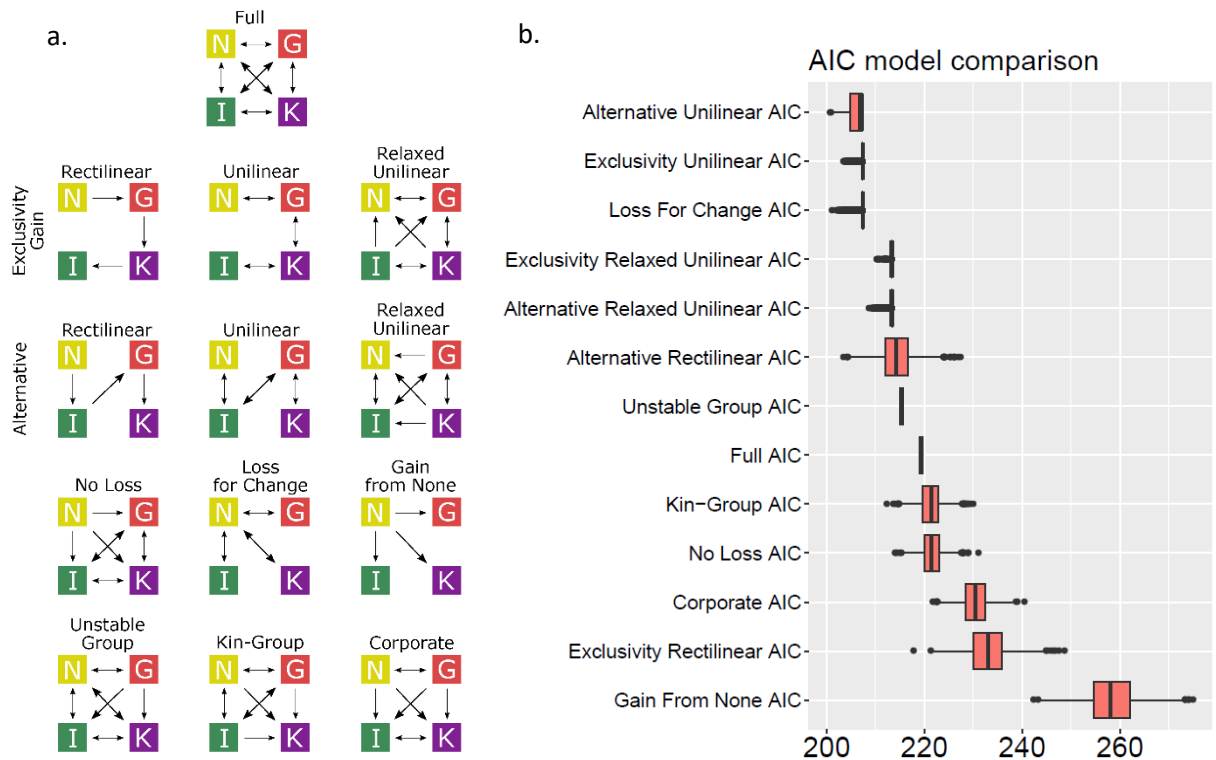 a.
Full
N G
I K
Exclusivity
Gain
Rectilinear
N G
I K
Unilinear
N G
I K
Relaxed
Unilinear
N G
I K
Alternative
Rectilinear
N G
I K
Unilinear
N G
I K
Relaxed
Unilinear
N G
I K
No Loss
N G
I K
Loss
for Change
N G
I K
Gain
from None
N G
I K
Unstable
Group
N G
I K
Kin-Group
N G
I K
Corporate
N G
I K
b.
AIC model comparison
Alternative Unilinear AIC
Exclusivity Unilinear AIC
Loss For Change AIC
Exclusivity Relaxed Unilinear AIC
Alternative Relaxed Unilinear AIC
Alternative Rectilinear AIC
Unstable Group AIC
Full AIC
Kin−Group AIC
No Loss AIC
Corporate AIC
Exclusivity Rectilinear AIC
Gain From None AIC
200 220 240 260